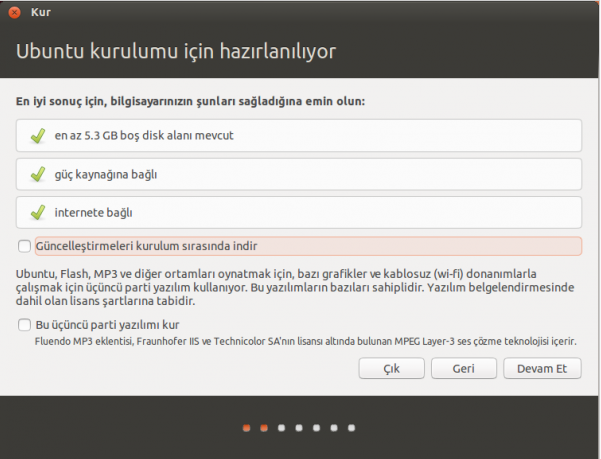 Kur
Ubuntu kurulumu için hazırlanılıyor
En iyi sonuç için, bilgisayarınızın şunları sağladığına emin olun:
en az 5.3 GB boş disk alanı mevcut
güç kaynağına bağlı
internete bağlı
Güncelleştirmeleri kurulum sırasında indir
Ubuntu, Flash, MP3 ve diğer ortamları oynatmak için, bazı grafikler ve kablosuz (wi-fi) donanımlarla
çalışmak için üçüncü parti yazılım kullanıyor. Bu yazılımların bazıları sahiplidir. Yazılım belgelendirmesinde
dahil olan lisans şartlarına tabidir.
Bu üçüncü parti yazılımı kur
Fluendo MP3 eklentisi, Fraunhofer IIS ve Technicolor SA'nın lisansı altında bulunan MPEG Layer-3 ses çözme teknolojisi içerir.
Çık Geri Devam Et